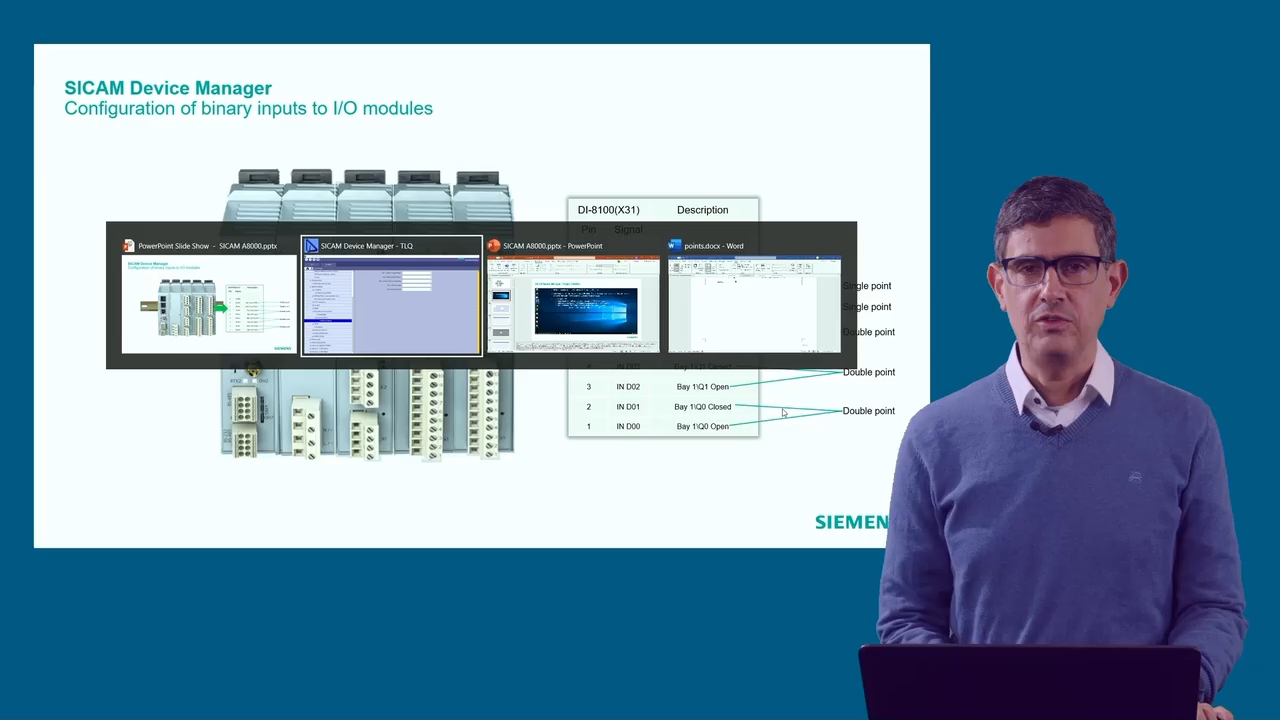 SICAM Device Manager
Configuration of binary inputs to I/O modules
DI-8100(X31) Description
Pin Signal
PowerPoint Slide Show - SICAM A8000.pptx
SICAM Device Manager - TLQ
SICAM A8000.pptx - PowerPoint
points.docx - Word
Single point
Single point
Double point
Double point
3 IN D02 Bay 1\Q1 Open
2 IN D01 Bay 1\Q0 Closed
Double point
1 IN D00 Bay 1\Q0 Open
SIEMEN